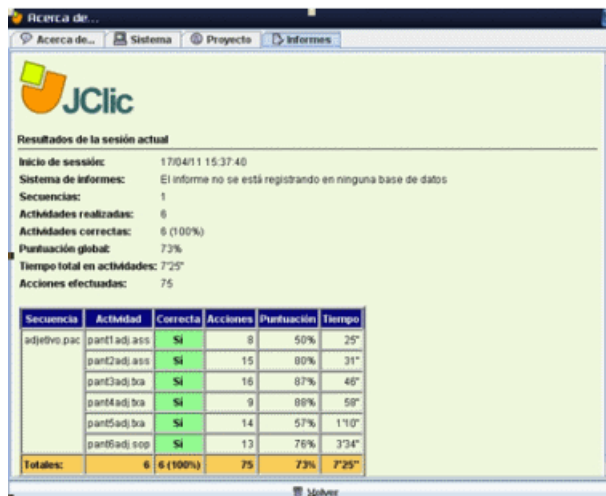 Acerca de...
Acerca de... Sistema Proyecto Informes
JClic
Resultados de la sesión actual
Inicio de sessión: 17/04/11 15:37:40
Sistema de informes: El informe no se está registrando en ninguna base de datos
Secuencias: 1
Actividades realizadas: 6
Actividades correctas: 6 (100%)
Puntuación global: 73%
Tiempo total en actividades: 7'25"
Acciones efectuadas: 75
Secuencia Actividad Correcta Acciones Puntuación Tiempo
adjetivo.pac pant1adj.ass Sí 8 50% 25"
pant2adj.ass Sí 15 80% 31"
pant3adj.txa Sí 16 87% 46"
pant4adj.txa Sí 9 88% 58"
pant5adj.txa Sí 14 57% 1'10"
pant6adj.sop Sí 13 76% 3'34"
Totales: 6 6 (100%) 75 73% 7'25"
Volver